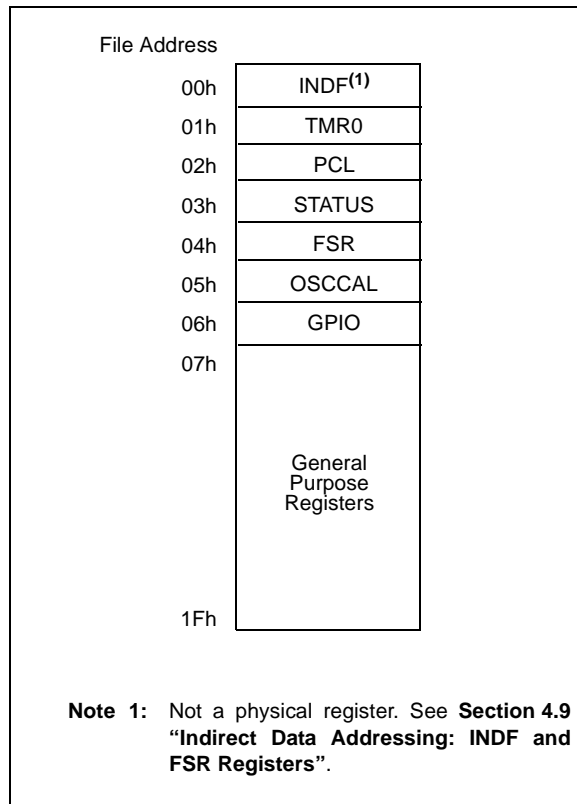 File Address
00h INDF(1)
01h TMR0
02h PCL
03h STATUS
04h FSR
05h OSCCAL
06h GPIO
07h
General
Purpose
Registers
1Fh
Note 1: Not a physical register. See Section 4.9
“Indirect Data Addressing: INDF and
FSR Registers”.